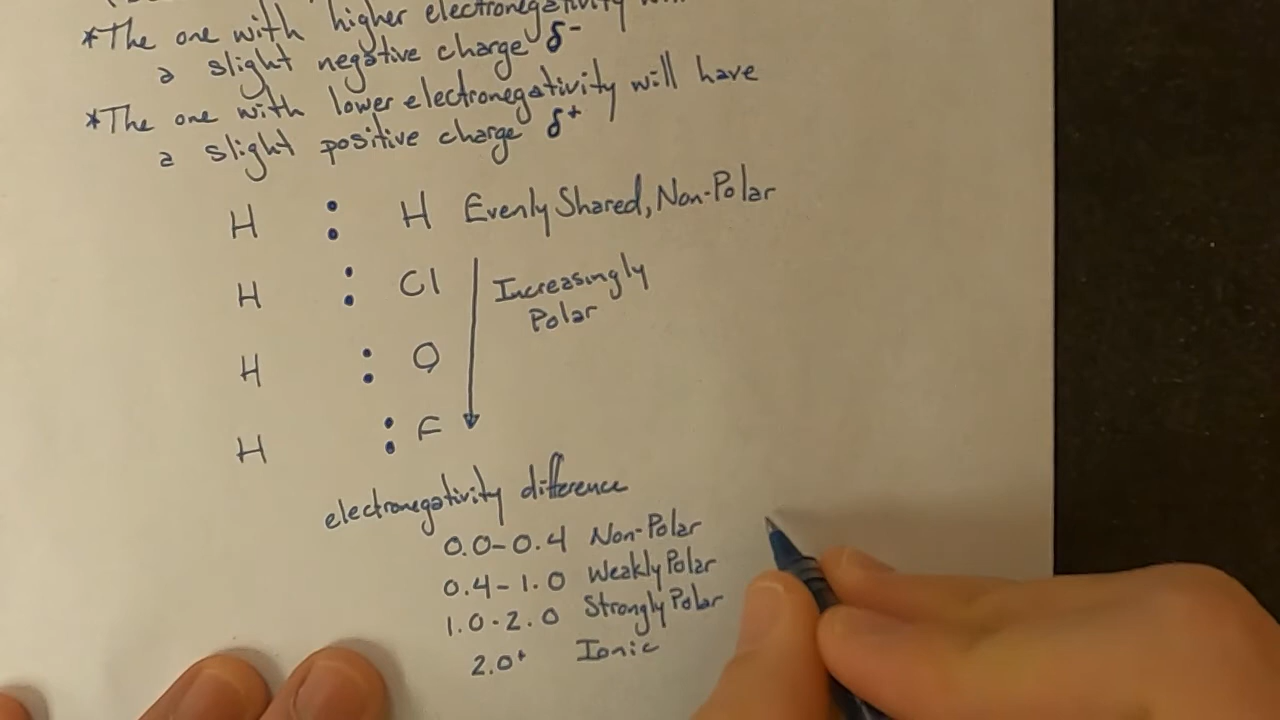 *The one with higher electronegativity
a slight negative charge δ-
*The one with lower electronegativity will have
a slight positive charge δ+
H : H Evenly Shared, Non-Polar
H : Cl Increasingly
Polar
H : O
H : F
electronegativity difference
0.0-0.4 Non-Polar
0.4-1.0 Weakly Polar
1.0-2.0 Strongly Polar
2.0+ Ionic